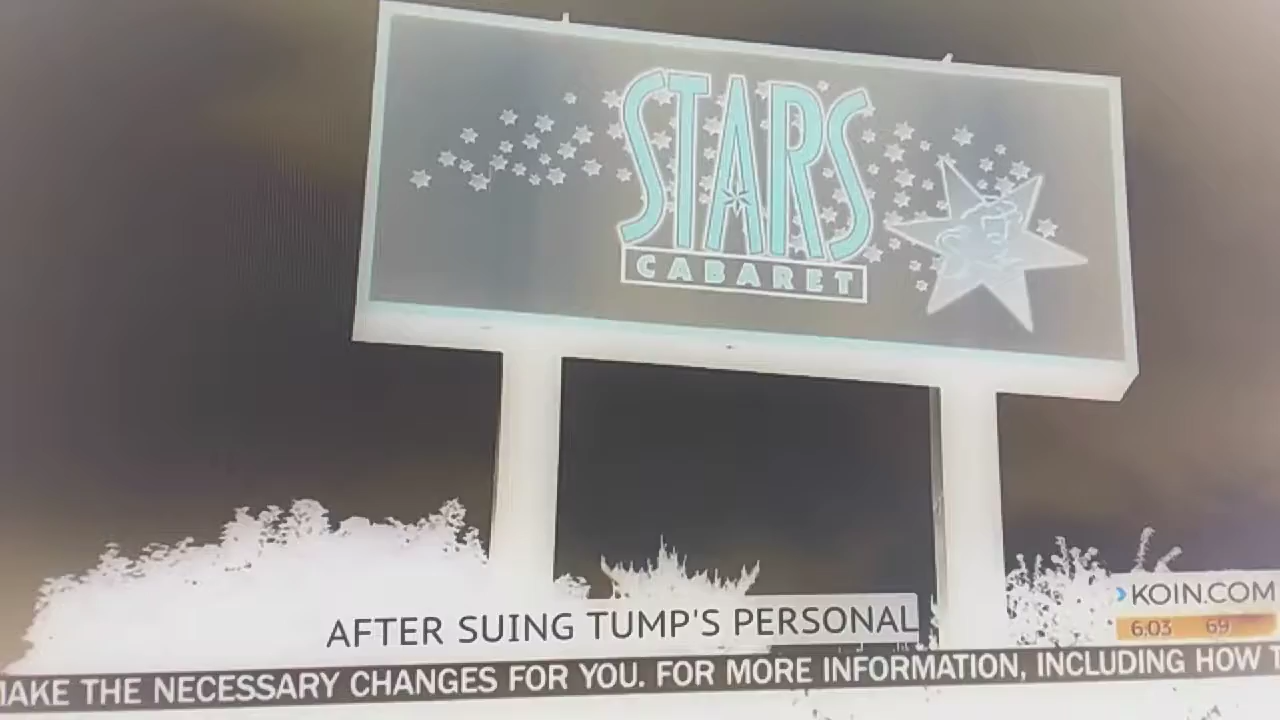 STARS
CABARET
AFTER SUING TUMP'S PERSONAL
KOIN.COM
6:03 69
MAKE THE NECESSARY CHANGES FOR YOU. FOR MORE INFORMATION, INCLUDING HOW T